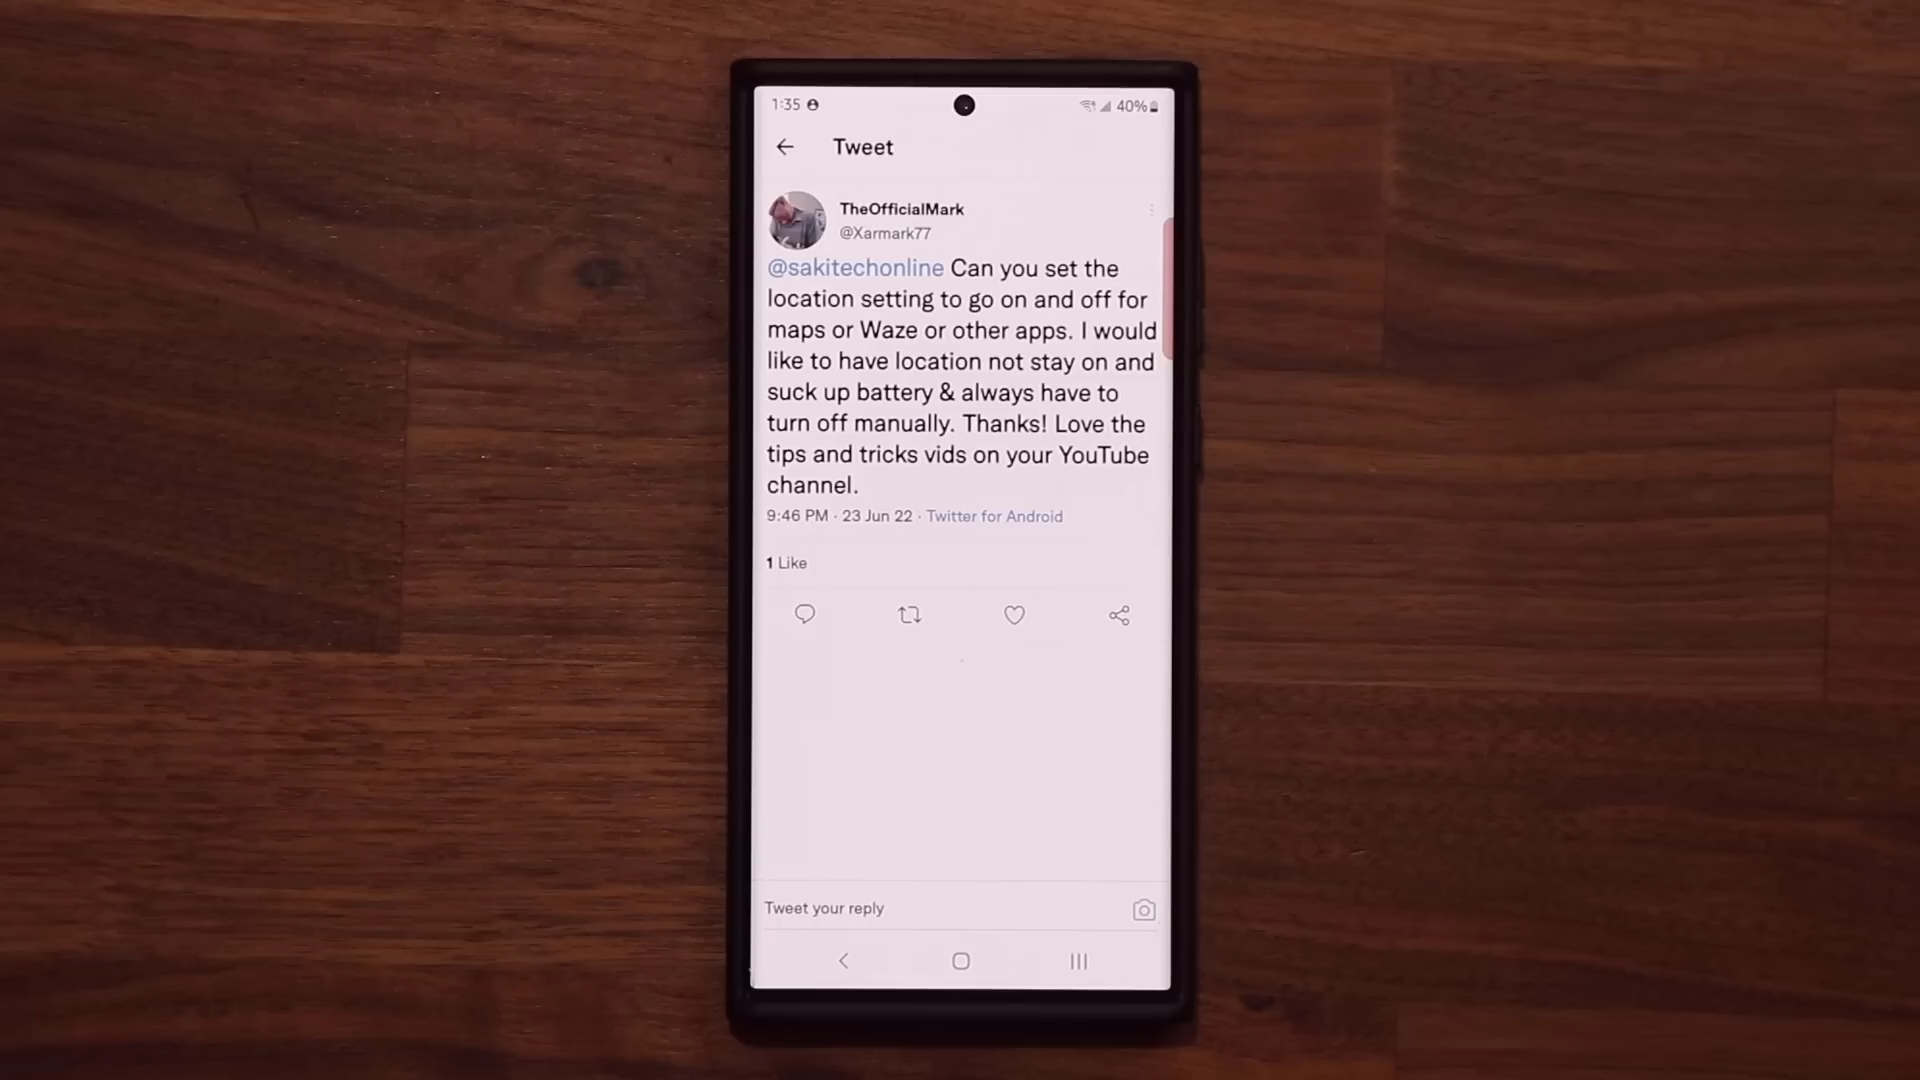 1:35
40%
Tweet
TheOfficialMark
@Xarmark77
@sakitechonline Can you set the
location setting to go on and off for
maps or Waze or other apps. I would
like to have location not stay on and
suck up battery & always have to
turn off manually. Thanks! Love the
tips and tricks vids on your YouTube
channel.
9:46 PM · 23 Jun 22 · Twitter for Android
1 Like
Tweet your reply